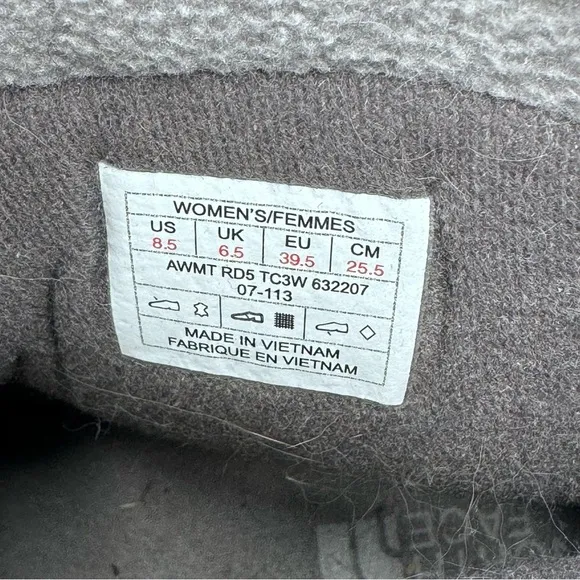 WOMEN'S/FEMMES
US UK EU CM
8.5 6.5 39.5 25.5
AWMT RD5 TC3W 632207
07-113
MADE IN VIETNAM
FABRIQUE EN VIETNAM